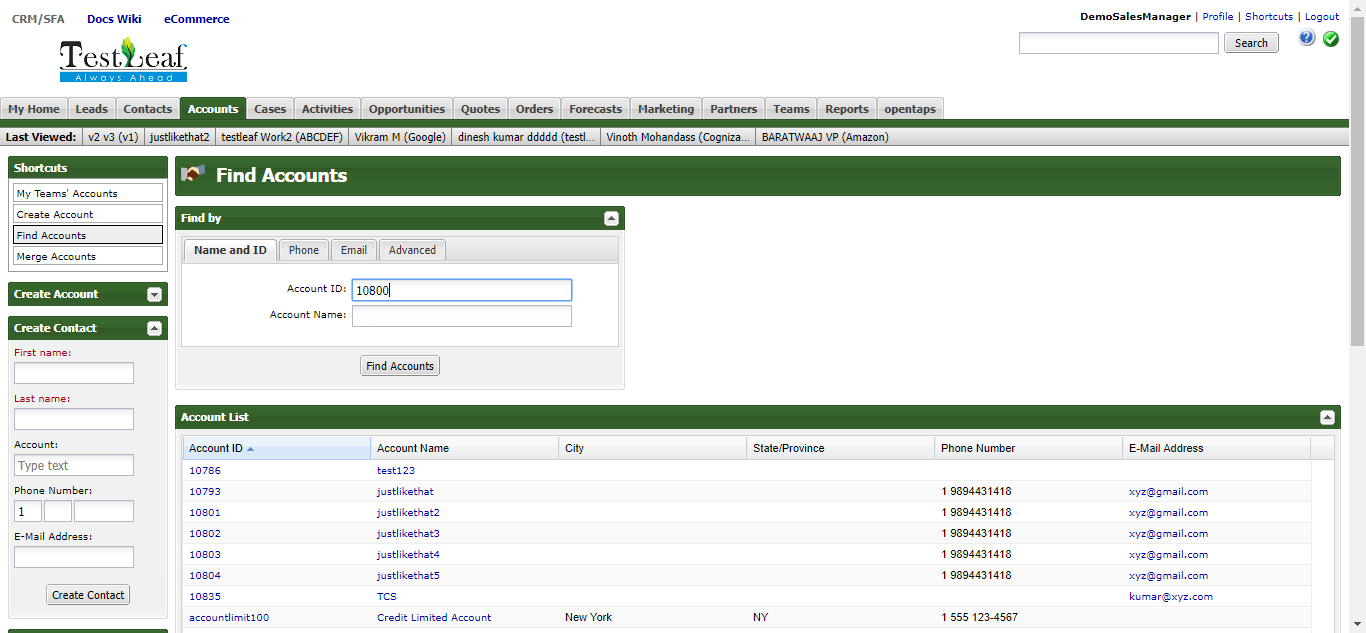 CRM/SFA Docs Wiki eCommerce
DemoSalesManager | Profile | Shortcuts | Logout
TestLeaf
Always Ahead
Search
My Home Leads Contacts Accounts Cases Activities Opportunities Quotes Orders Forecasts Marketing Partners Teams Reports opentaps
Last Viewed: v2 v3 (v1) justlikethat2 testleaf Work2 (ABCDEF) Vikram M (Google) dinesh kumar ddddd (testl... Vinoth Mohandass (Cogniza... BARATWAAJ VP (Amazon)
Shortcuts
My Teams' Accounts
Create Account
Find Accounts
Merge Accounts
Create Account
Create Contact
First name:
Last name:
Account:
Type text
Phone Number:
1
E-Mail Address:
Create Contact
Find Accounts
Find by
Name and ID Phone Email Advanced
Account ID: 10800
Account Name:
Find Accounts
Account List
Account ID Account Name City State/Province Phone Number E-Mail Address
10786 test123
10793 justlikethat 1 9894431418 xyz@gmail.com
10801 justlikethat2 1 9894431418 xyz@gmail.com
10802 justlikethat3 1 9894431418 xyz@gmail.com
10803 justlikethat4 1 9894431418 xyz@gmail.com
10804 justlikethat5 1 9894431418 xyz@gmail.com
10835 TCS kumar@xyz.com
accountlimit100 Credit Limited Account New York NY 1 555 123-4567